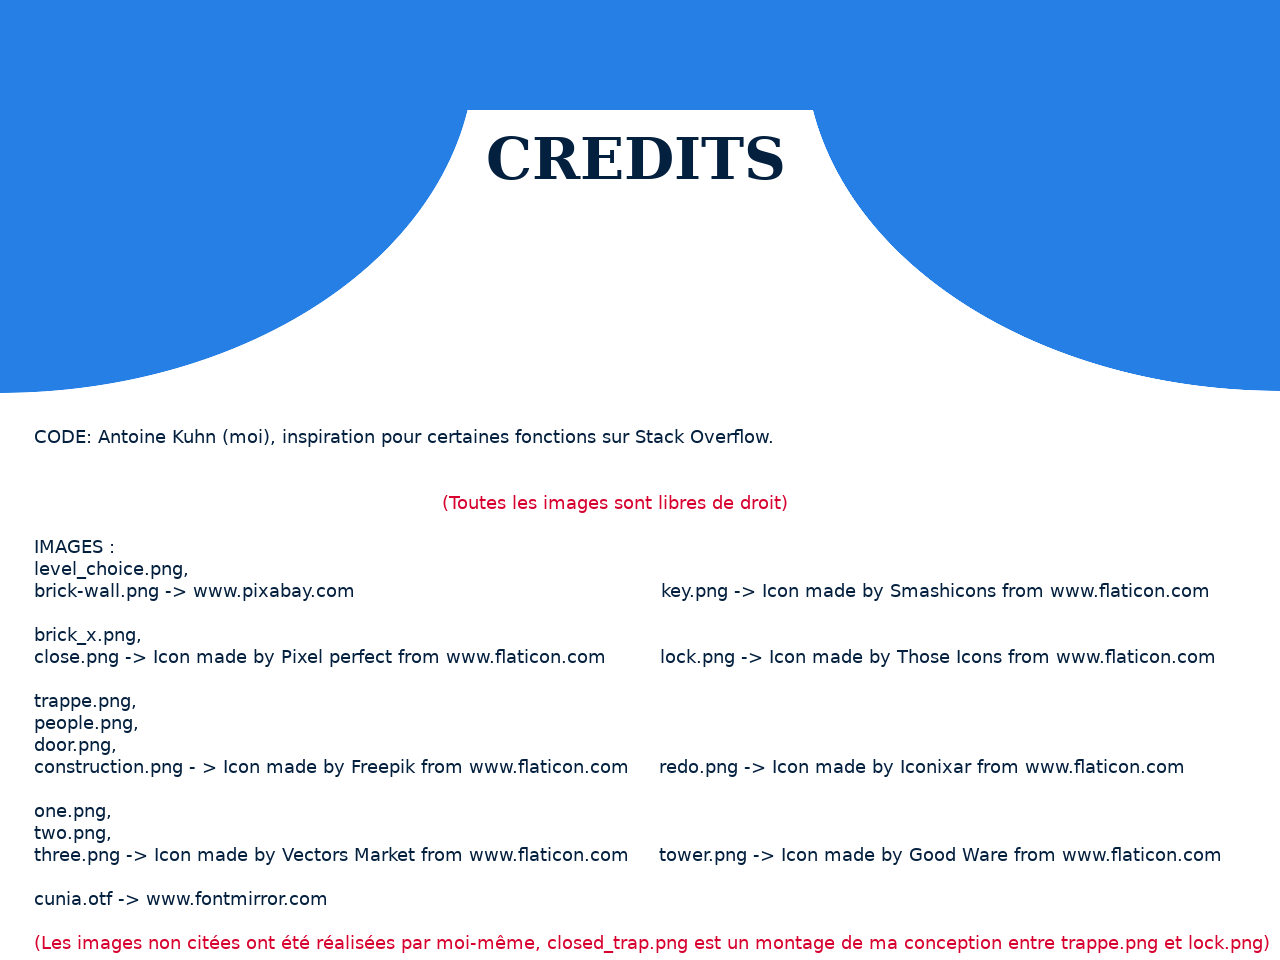 CREDITS
CODE: Antoine Kuhn (moi), inspiration pour certaines fonctions sur Stack Overflow.
(Toutes les images sont libres de droit)
IMAGES :
level_choice.png,
brick-wall.png -> www.pixabay.com
key.png -> Icon made by Smashicons from www.flaticon.com
brick_x.png,
close.png -> Icon made by Pixel perfect from www.flaticon.com
lock.png -> Icon made by Those Icons from www.flaticon.com
trappe.png,
people.png,
door.png,
construction.png - > Icon made by Freepik from www.flaticon.com
redo.png -> Icon made by Iconixar from www.flaticon.com
one.png,
two.png,
three.png -> Icon made by Vectors Market from www.flaticon.com
tower.png -> Icon made by Good Ware from www.flaticon.com
cunia.otf -> www.fontmirror.com
(Les images non citées ont été réalisées par moi-même, closed_trap.png est un montage de ma conception entre trappe.png et lock.png)